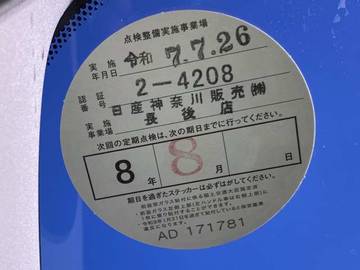 点検整備実施事業場
実施年月日 令和 7.7.26
認証番号 2-4208
実施事業場 日産神奈川販売㈱
長後店
次回の定期点検は、次の期日までに行ってください。
8年 8月 日
期日を過ぎたステッカーは必ずはがしてください。
AD 171781